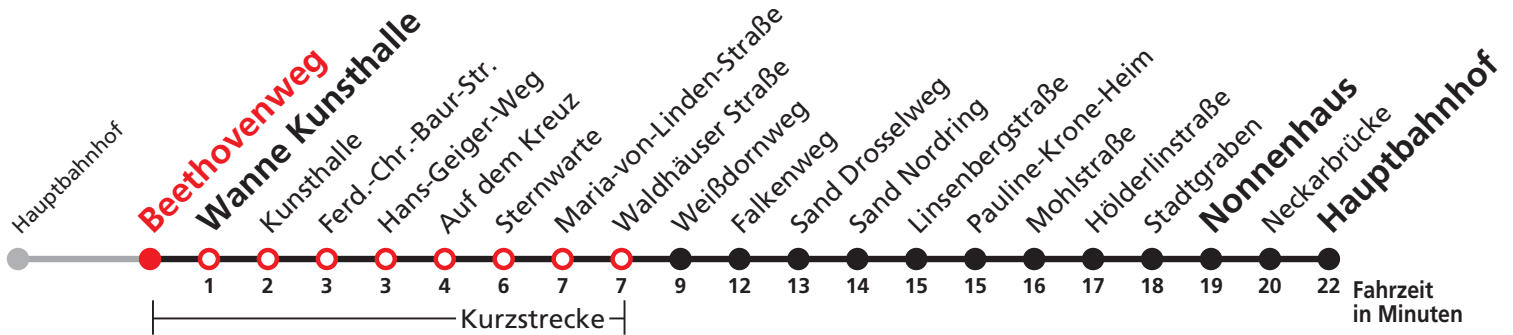 Hauptbahnhof
Beethovenweg
Wanne Kunsthalle
Kunsthalle
Ferd.-Chr.-Baur-Str.
Hans-Geiger-Weg
Auf dem Kreuz
Sternwarte
Maria-von-Linden-Straße
Waldhäuser Straße
Weißdornweg
Falkenweg
Sand Drosselweg
Sand Nordring
Linsenbergstraße
Pauline-Krone-Heim
Mohlstraße
Hölderlinstraße
Stadtgraben
Nonnenhaus
Neckarbrücke
Hauptbahnhof
1 2 3 3 4 6 7 7 9 12 13 14 15 15 16 17 18 19 20 22 Fahrzeit
in Minuten
Kurzstrecke